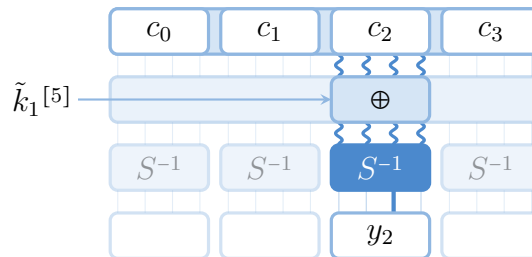 c₀ c₁ c₂ c₃
k̃₁[5] ⊕
S⁻¹ S⁻¹ S⁻¹ S⁻¹
y₂